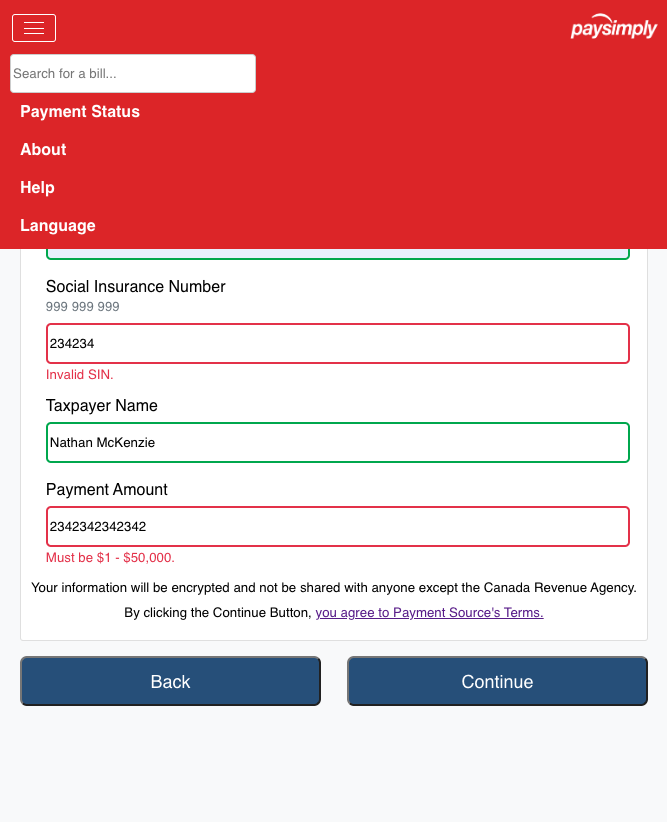 paysimply
Search for a bill...
Payment Status
About
Help
Language
Social Insurance Number
999 999 999
234234
Invalid SIN.
Taxpayer Name
Nathan McKenzie
Payment Amount
2342342342342
Must be $1 - $50,000.
Your information will be encrypted and not be shared with anyone except the Canada Revenue Agency.
By clicking the Continue Button, you agree to Payment Source's Terms.
Back Continue